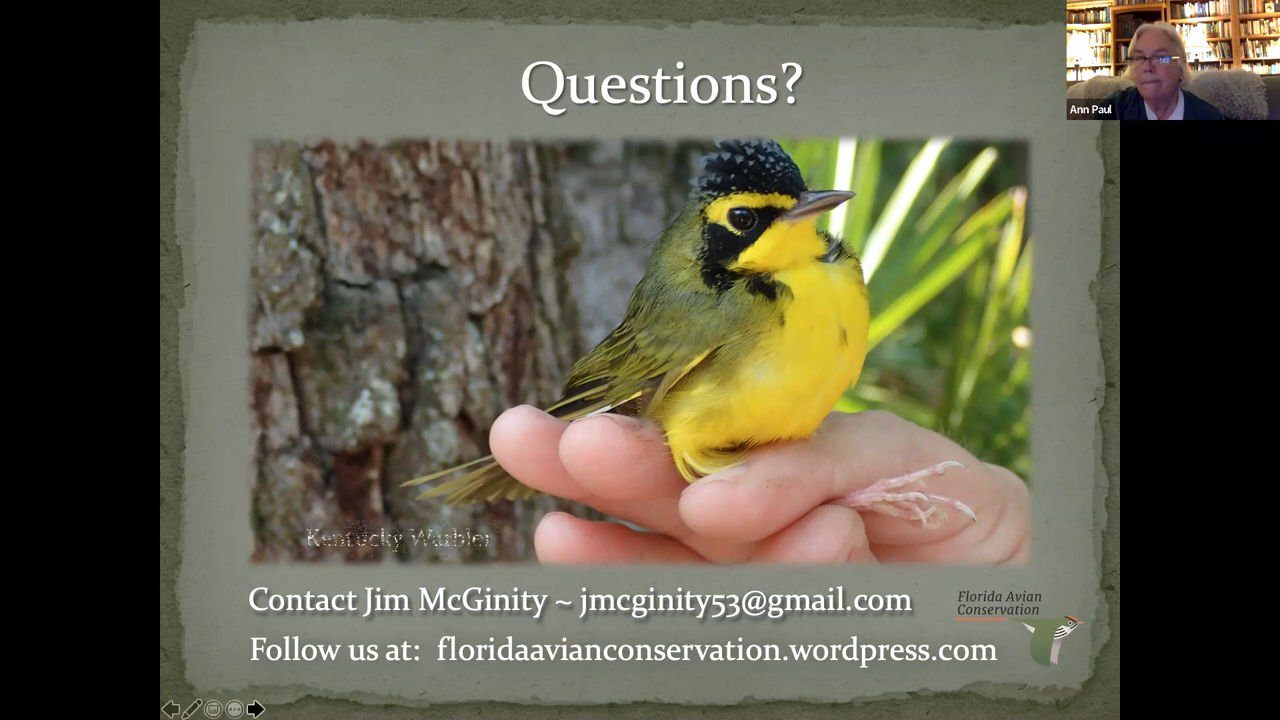 Questions?
Ann Paul
Kentucky Warbler
Contact Jim McGinity ~ jmcginity53@gmail.com
Florida Avian
Conservation
Follow us at: floridaavianconservation.wordpress.com